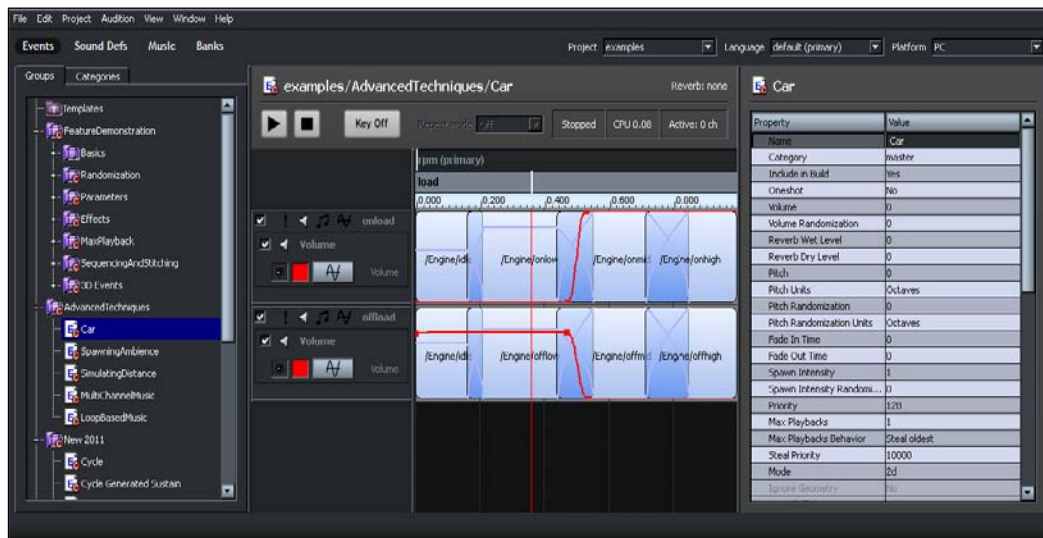 File Edit Project Audition View Window Help
Events Sound Defs Music Banks
Project examples Language default (primary) Platform PC
Groups Categories
Templates
FeatureDemonstration
Basics
Randomization
Parameters
Effects
MaxPlayback
SequencingAndStitching
3D Events
AdvancedTechniques
Car
SpawningAmbience
SimulatingDistance
MultiChannelMusic
LoopBasedMusic
New 2011
Cycle
Cycle Generated Sustain
examples/AdvancedTechniques/Car Reverb: none
Key Off Repeat mode Off Stopped CPU 0.08 Active: 0 ch
rpm (primary)
load
0.000 0.200 0.400 0.600 0.000
onload
Volume
Volume
/Engine/idle /Engine/onlow /Engine/onmid /Engine/onhigh
offload
Volume
Volume
/Engine/idle /Engine/offlow /Engine/offmid /Engine/offhigh
Car
Property Value
Name Car
Category master
Include in Build Yes
Oneshot No
Volume 0
Volume Randomization 0
Reverb Wet Level 0
Reverb Dry Level 0
Pitch 0
Pitch Units Octaves
Pitch Randomization 0
Pitch Randomization Units Octaves
Fade In Time 0
Fade Out Time 0
Spawn Intensity 1
Spawn Intensity Randomi... 0
Priority 128
Max Playbacks 1
Max Playbacks Behavior Steal oldest
Steal Priority 10000
Mode 2d
Ignore Geometry No